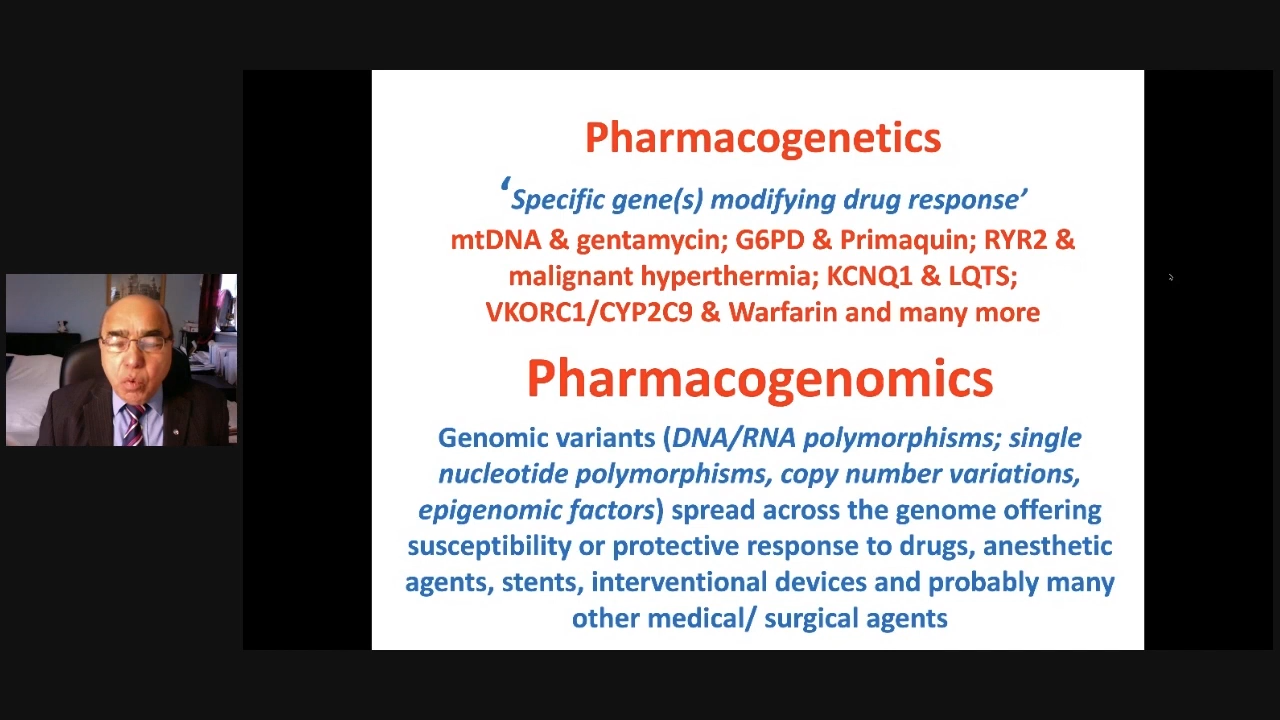 Pharmacogenetics
‘Specific gene(s) modifying drug response’
mtDNA & gentamycin; G6PD & Primaquin; RYR2 &
malignant hyperthermia; KCNQ1 & LQTS;
VKORC1/CYP2C9 & Warfarin and many more
Pharmacogenomics
Genomic variants (DNA/RNA polymorphisms; single
nucleotide polymorphisms, copy number variations,
epigenomic factors) spread across the genome offering
susceptibility or protective response to drugs, anesthetic
agents, stents, interventional devices and probably many
other medical/ surgical agents